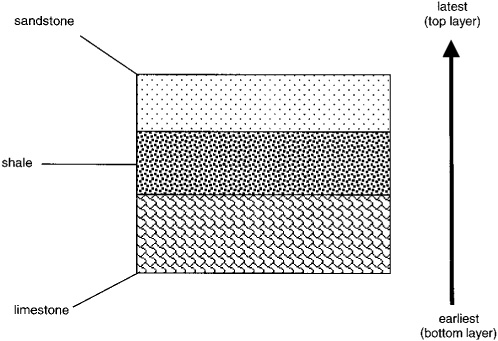 sandstone
latest
(top layer)
shale
limestone
earliest
(bottom layer)